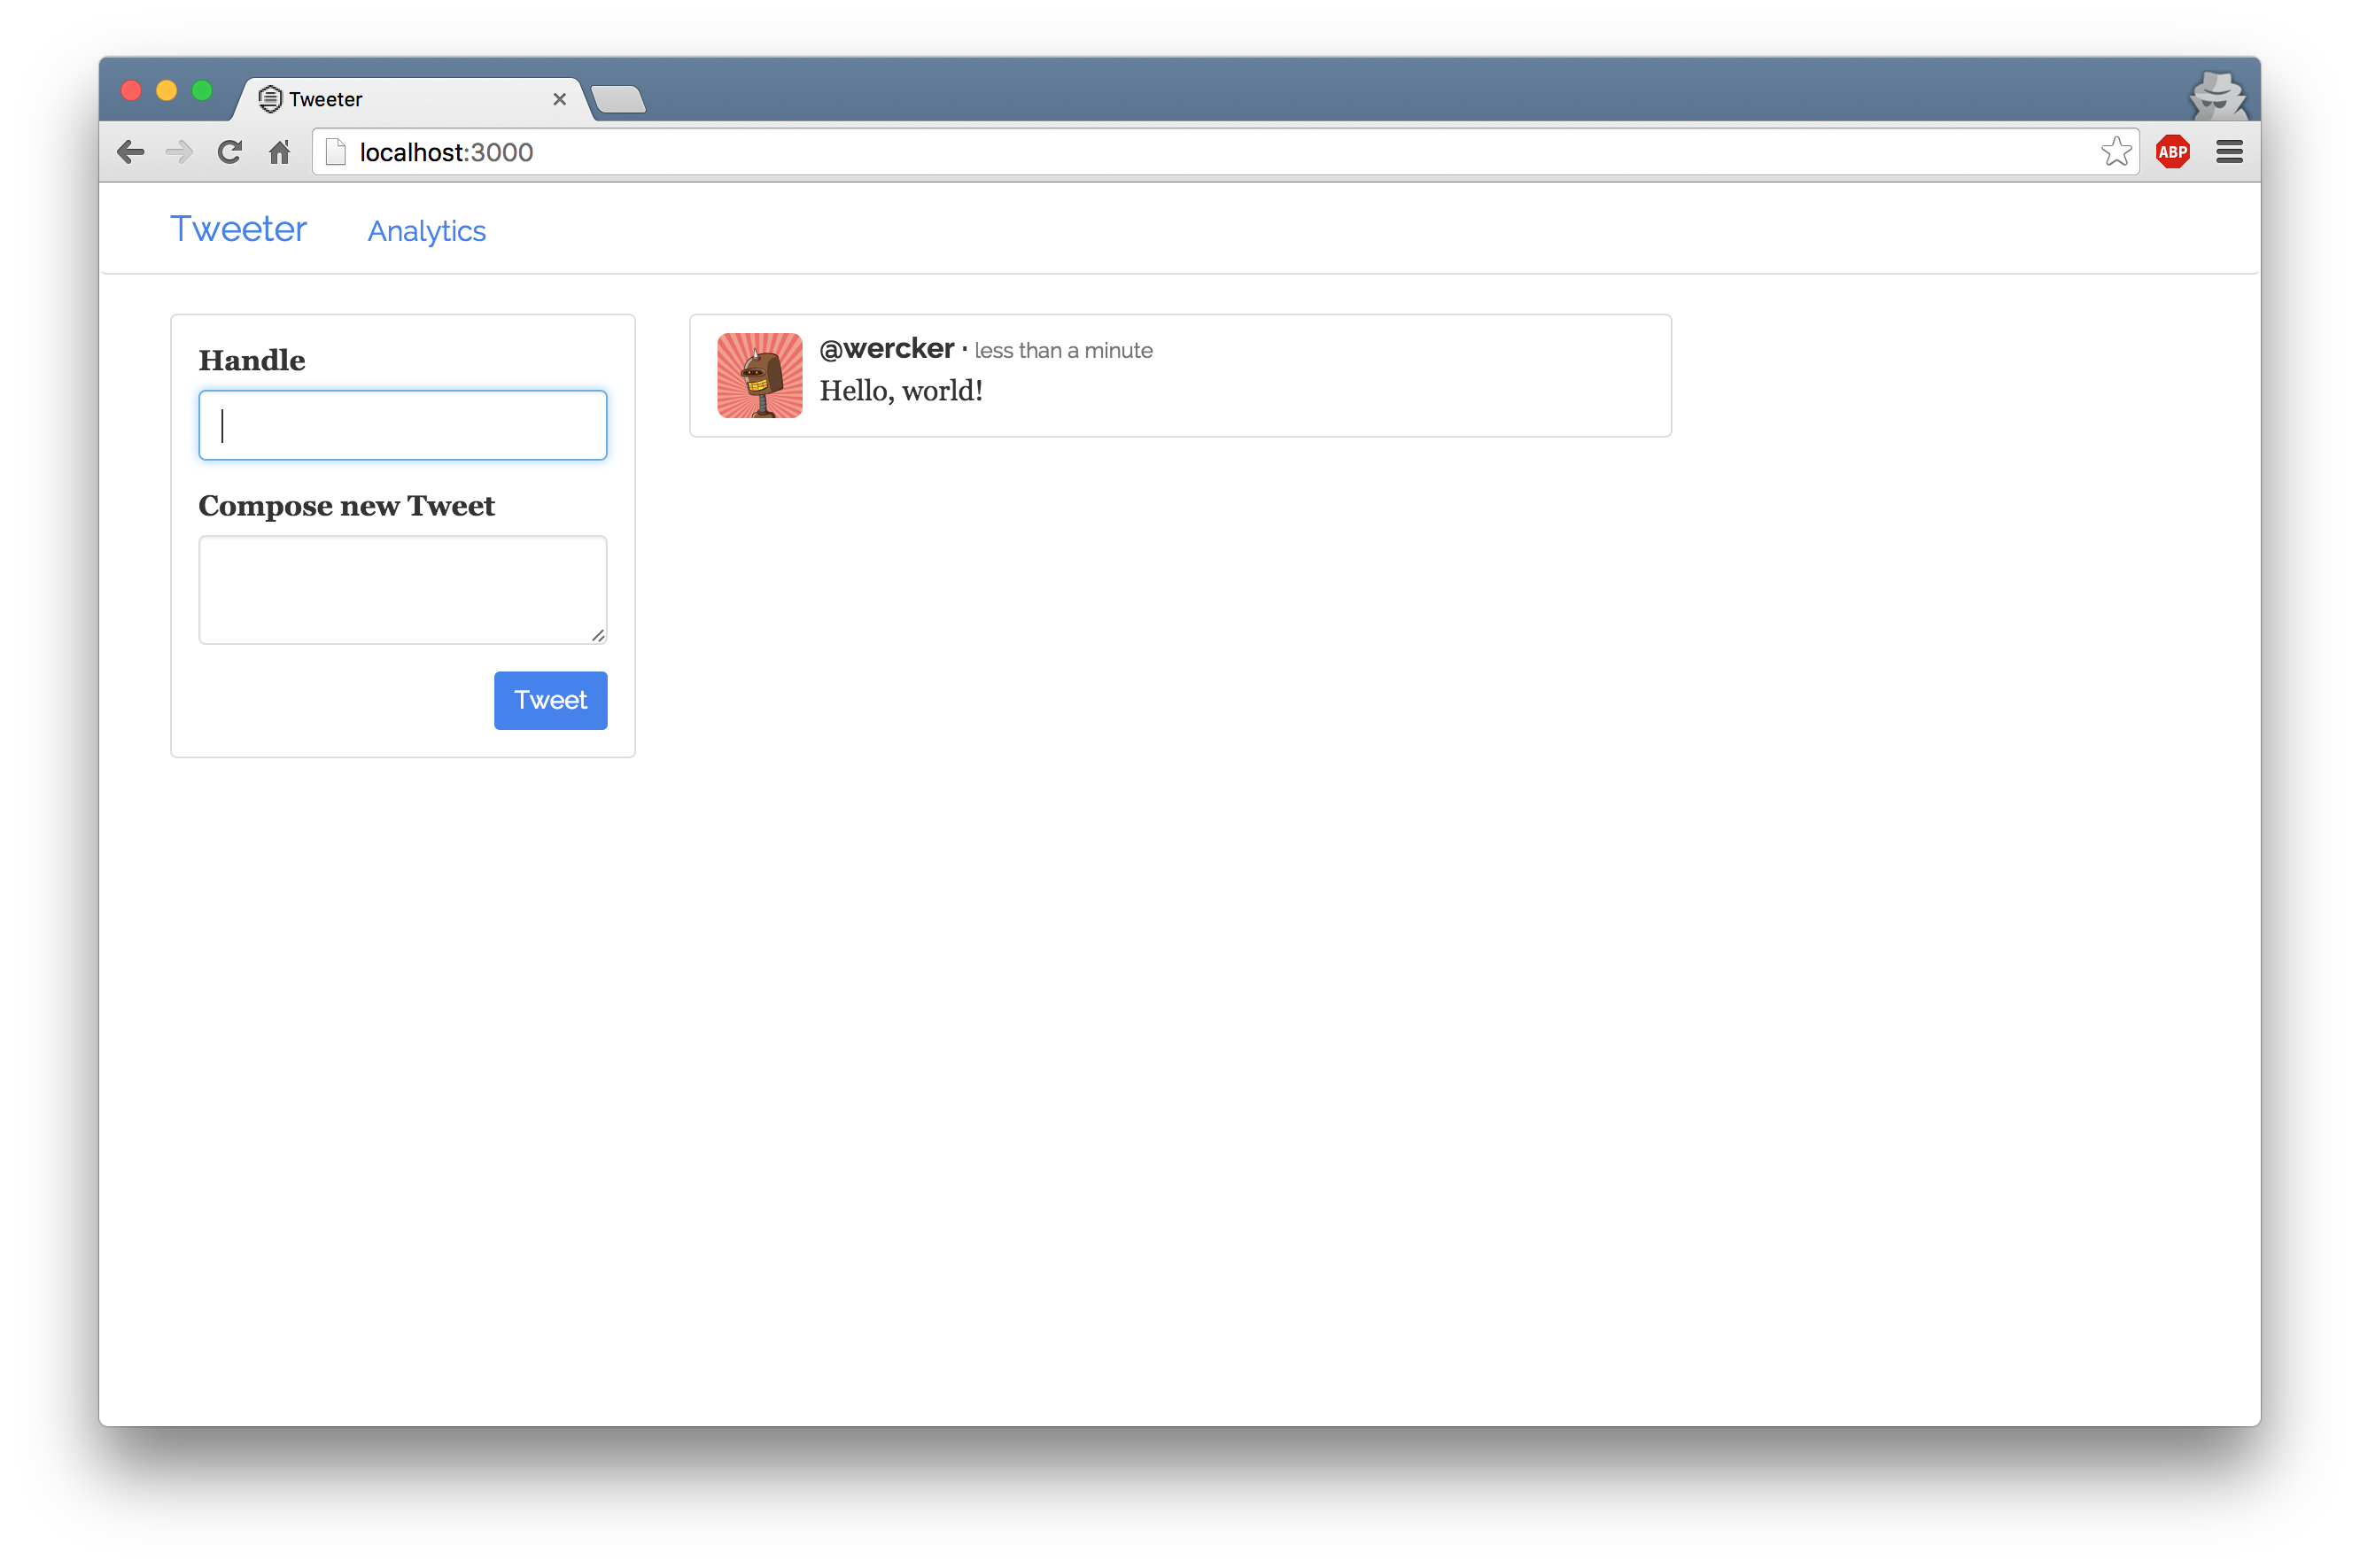 Tweeter
localhost:3000
ABP
Tweeter Analytics
Handle
Compose new Tweet
Tweet
@wercker · less than a minute
Hello, world!